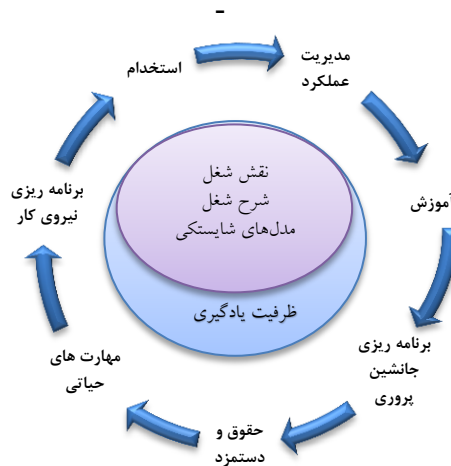 -
استخدام
مدیریت
عملکرد
آموزش
برنامه ریزی
جانشین
پروری
حقوق و
دستمزد
مهارت های
حیاتی
برنامه ریزی
نیروی کار
نقش شغل
شرح شغل
مدل‌های شایستکی
ظرفیت یادگیری